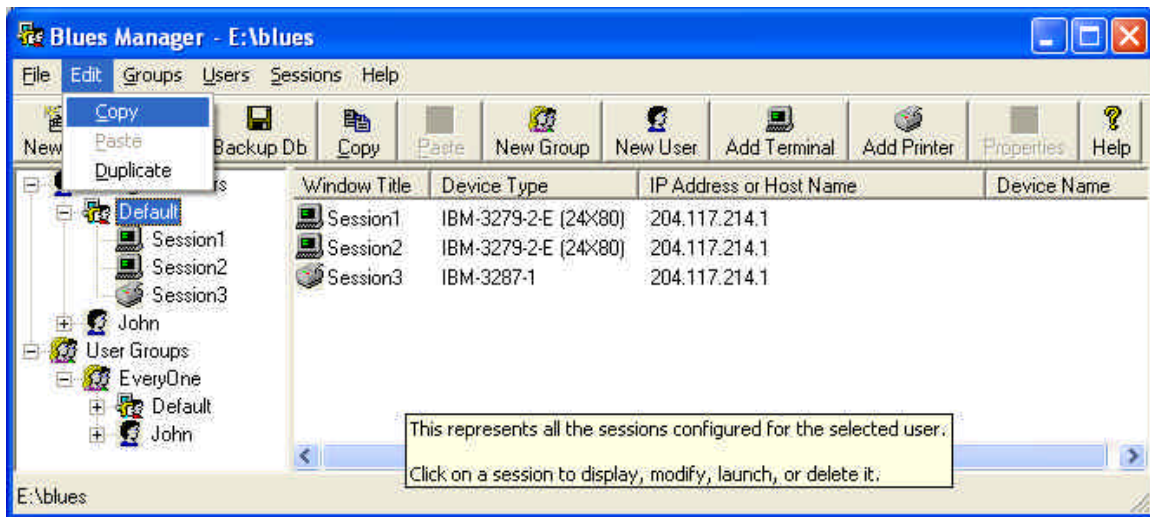 Blues Manager - E:\blues
File Edit Groups Users Sessions Help
Copy
Paste
Duplicate
New
Backup Db Copy Paste New Group New User Add Terminal Add Printer Properties Help
Window Title Device Type IP Address or Host Name Device Name
Default
Session1
Session2
Session3
John
User Groups
EveryOne
Default
John
Session1 IBM-3279-2-E (24X80) 204.117.214.1
Session2 IBM-3279-2-E (24X80) 204.117.214.1
Session3 IBM-3287-1 204.117.214.1
This represents all the sessions configured for the selected user.
Click on a session to display, modify, launch, or delete it.
E:\blues